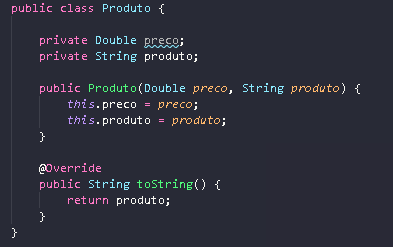 public class Produto {
private Double preco;
private String produto;
public Produto(Double preco, String produto) {
this.preco = preco;
this.produto = produto;
}
@Override
public String toString() {
return produto;
}
}